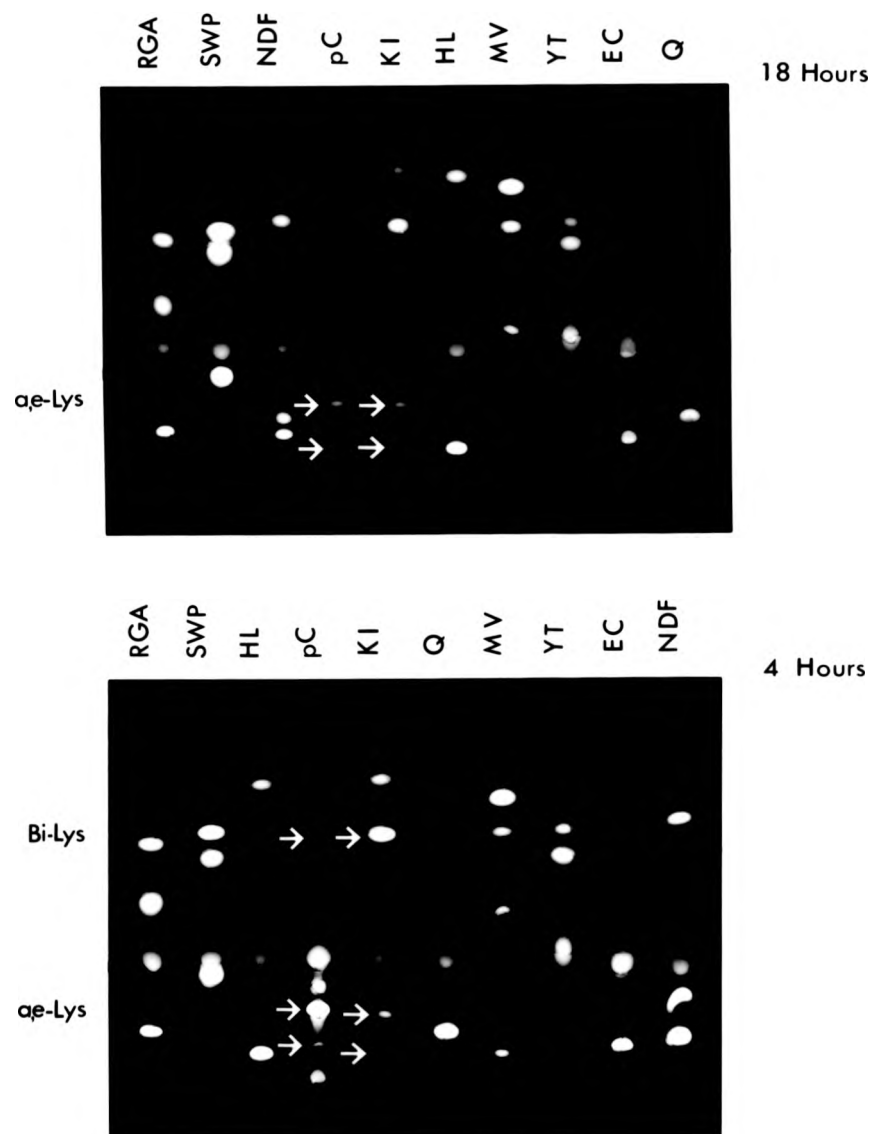 RGA SWP NDF pC KI HL MV YT EC Q
18 Hours
a,e-Lys
RGA SWP HL pC KI Q MV YT EC NDF
4 Hours
Bi-Lys
a,e-Lys